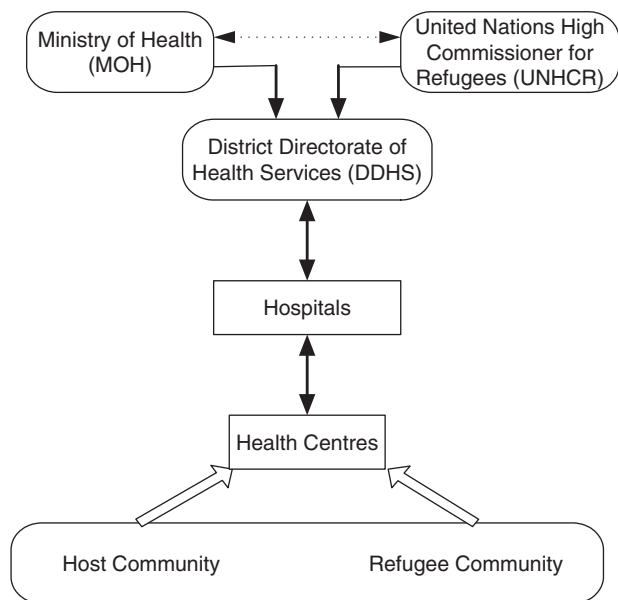 Ministry of Health
(MOH)
United Nations High
Commissioner for
Refugees (UNHCR)
District Directorate of
Health Services (DDHS)
Hospitals
Health Centres
Host Community
Refugee Community